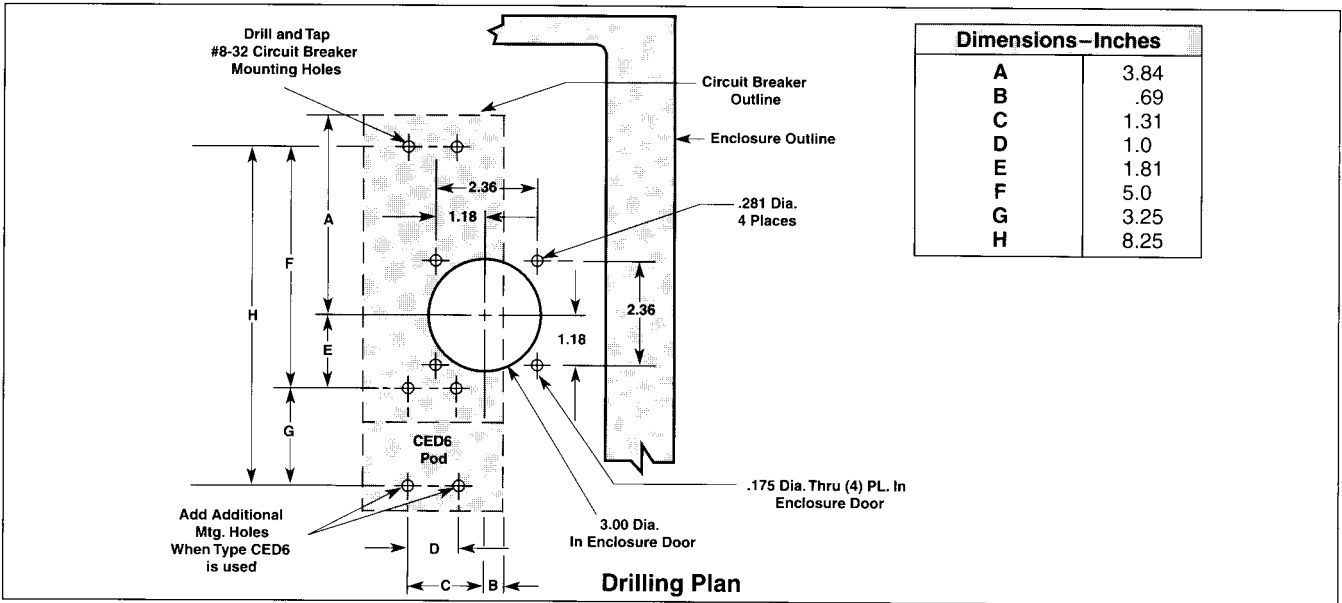 Drill and Tap
#8-32 Circuit Breaker
Mounting Holes
Circuit Breaker
Outline
Enclosure Outline
Dimensions–Inches
A 3.84
B .69
C 1.31
D 1.0
E 1.81
F 5.0
G 3.25
H 8.25
2.36
1.18
.281 Dia.
4 Places
A
F
H
E
G
2.36
1.18
CED6
Pod
.175 Dia. Thru (4) PL. In
Enclosure Door
3.00 Dia.
In Enclosure Door
Add Additional
Mtg. Holes
When Type CED6
is used
D
C
B
Drilling Plan